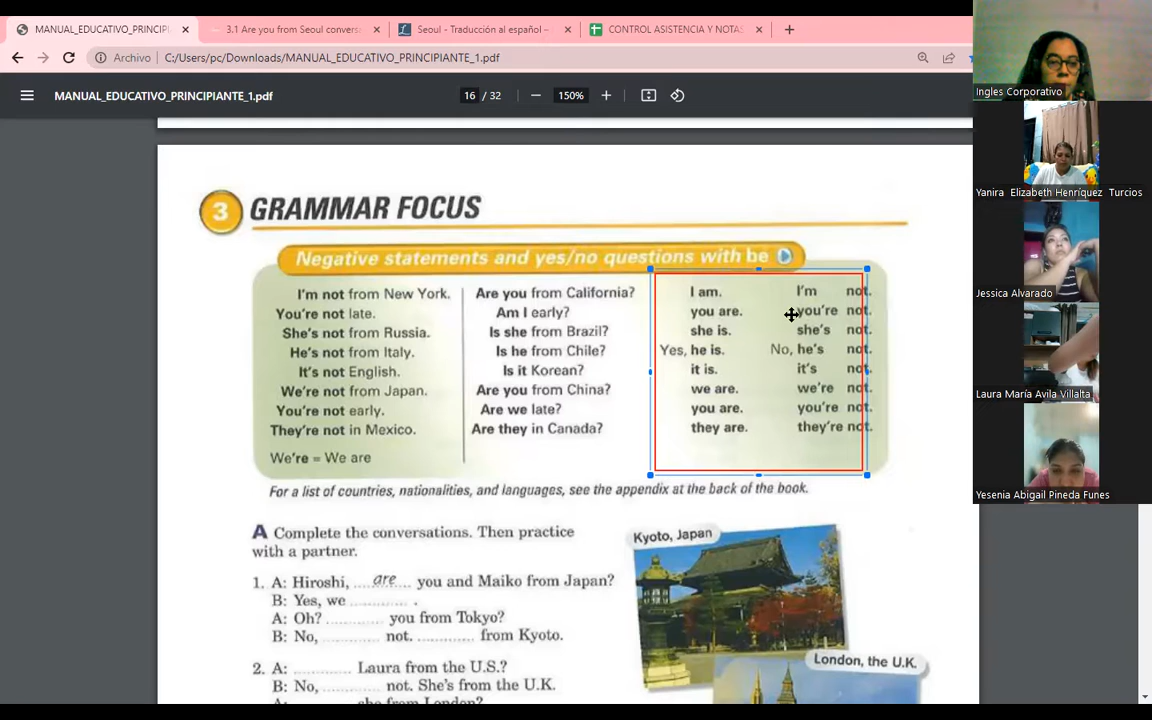 MANUAL_EDUCATIVO_PRINCIPI
3.1 Are you from Seoul convers
Seoul - Traducción al español –
CONTROL ASISTENCIA Y NOTAS
Archivo
C:/Users/pc/Downloads/MANUAL_EDUCATIVO_PRINCIPIANTE_1.pdf
MANUAL_EDUCATIVO_PRINCIPIANTE_1.pdf
16 / 32
150%
3 GRAMMAR FOCUS
Negative statements and yes/no questions with be
I'm not from New York.
You're not late.
She's not from Russia.
He's not from Italy.
It's not English.
We're not from Japan.
You're not early.
They're not in Mexico.
We're = We are
Are you from California?
Am I early?
Is she from Brazil?
Is he from Chile?
Is it Korean?
Are you from China?
Are we late?
Are they in Canada?
I am.
you are.
she is.
Yes, he is.
it is.
we are.
you are.
they are.
I'm not.
you're not.
she's not.
No, he's not.
it's not.
we're not.
you're not.
they're not.
For a list of countries, nationalities, and languages, see the appendix at the back of the book.
A Complete the conversations. Then practice
with a partner.
1. A: Hiroshi, ....are.... you and Maiko from Japan?
B: Yes, we ............ .
A: Oh? ............ you from Tokyo?
B: No, ............ not. ............ from Kyoto.
2. A: ............ Laura from the U.S.?
B: No, ............ not. She's from the U.K.
A: ............ she from London?
Kyoto, Japan
London, the U.K.
Ingles Corporativo
Yanira Elizabeth Henríquez Turcios
Jessica Alvarado
Laura María Avila Villalta
Yesenia Abigail Pineda Funes